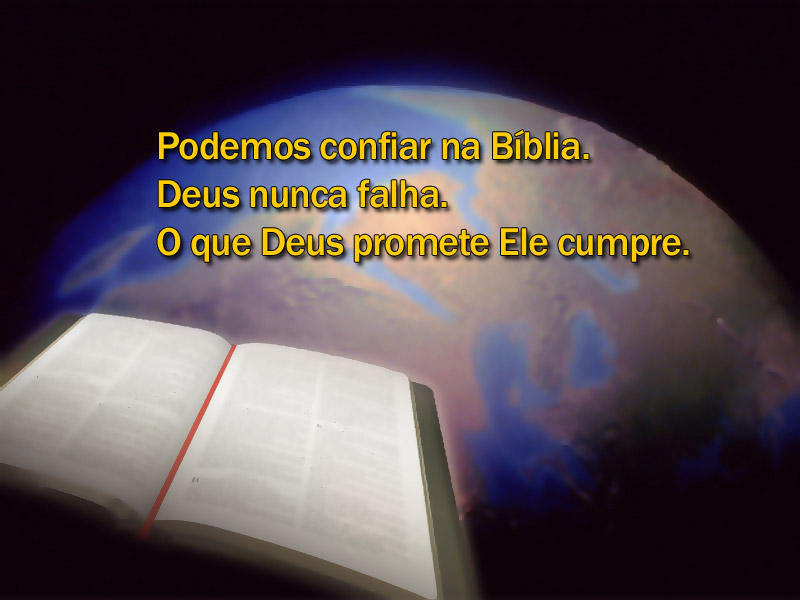 Podemos confiar na Bíblia.
Deus nunca falha.
O que Deus promete Ele cumpre.